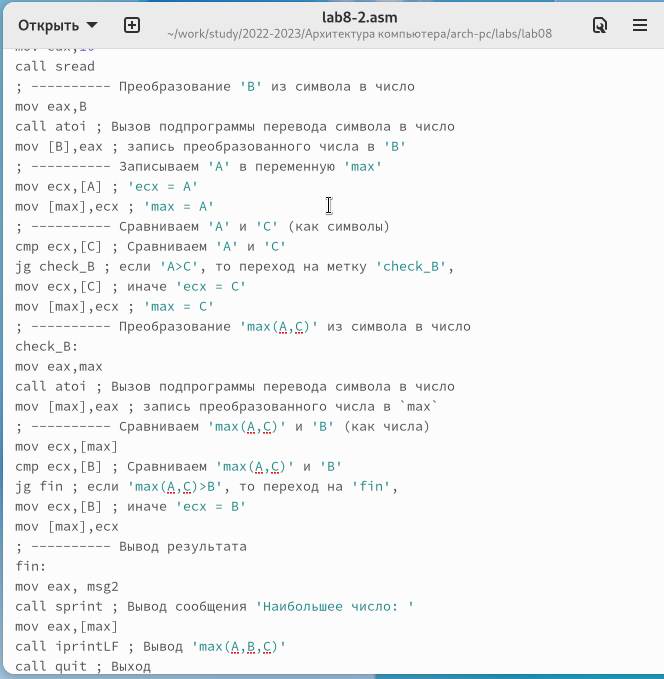 Открыть
lab8-2.asm
~/work/study/2022-2023/Архитектура компьютера/arch-pc/labs/lab08
mov eax,10
call sread
; ---------- Преобразование 'B' из символа в число
mov eax,B
call atoi ; Вызов подпрограммы перевода символа в число
mov [B],eax ; запись преобразованного числа в 'B'
; ---------- Записываем 'A' в переменную 'max'
mov ecx,[A] ; 'ecx = A'
mov [max],ecx ; 'max = A'
; ---------- Сравниваем 'A' и 'С' (как символы)
cmp ecx,[C] ; Сравниваем 'A' и 'С'
jg check_B ; если 'A>C', то переход на метку 'check_B',
mov ecx,[C] ; иначе 'ecx = C'
mov [max],ecx ; 'max = C'
; ---------- Преобразование 'max(A,C)' из символа в число
check_B:
mov eax,max
call atoi ; Вызов подпрограммы перевода символа в число
mov [max],eax ; запись преобразованного числа в `max`
; ---------- Сравниваем 'max(A,C)' и 'B' (как числа)
mov ecx,[max]
cmp ecx,[B] ; Сравниваем 'max(A,C)' и 'B'
jg fin ; если 'max(A,C)>B', то переход на 'fin',
mov ecx,[B] ; иначе 'ecx = B'
mov [max],ecx
; ---------- Вывод результата
fin:
mov eax, msg2
call sprint ; Вывод сообщения 'Наибольшее число: '
mov eax,[max]
call iprintLF ; Вывод 'max(A,B,C)'
call quit ; Выход